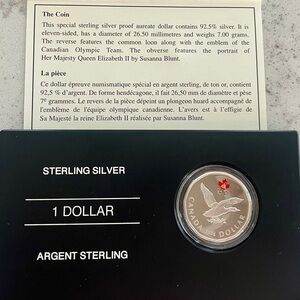 The Coin
This special sterling silver proof aureate dollar contains 92.5% silver. It is
eleven-sided, has a diameter of 26.50 millimetres and weighs 7.00 grams.
The reverse features the common loon along with the emblem of the
Canadian Olympic Team. The obverse features the portrait of
Her Majesty Queen Elizabeth II by Susanna Blunt.
La pièce
Ce dollar épreuve numismatique spécial en argent sterling, de ton or, contient
92,5 % d'argent. De forme hendécagone, il fait 26,50 mm de diamètre et pèse
7 grammes. Le revers de la pièce dépeint un plongeon huard accompagné de
l'emblème de l'équipe olympique canadienne. L'avers est à l'effigie de
Sa Majesté la reine Elizabeth II réalisée par Susanna Blunt.
STERLING SILVER
1 DOLLAR
ARGENT STERLING
CANADA
DOLLAR